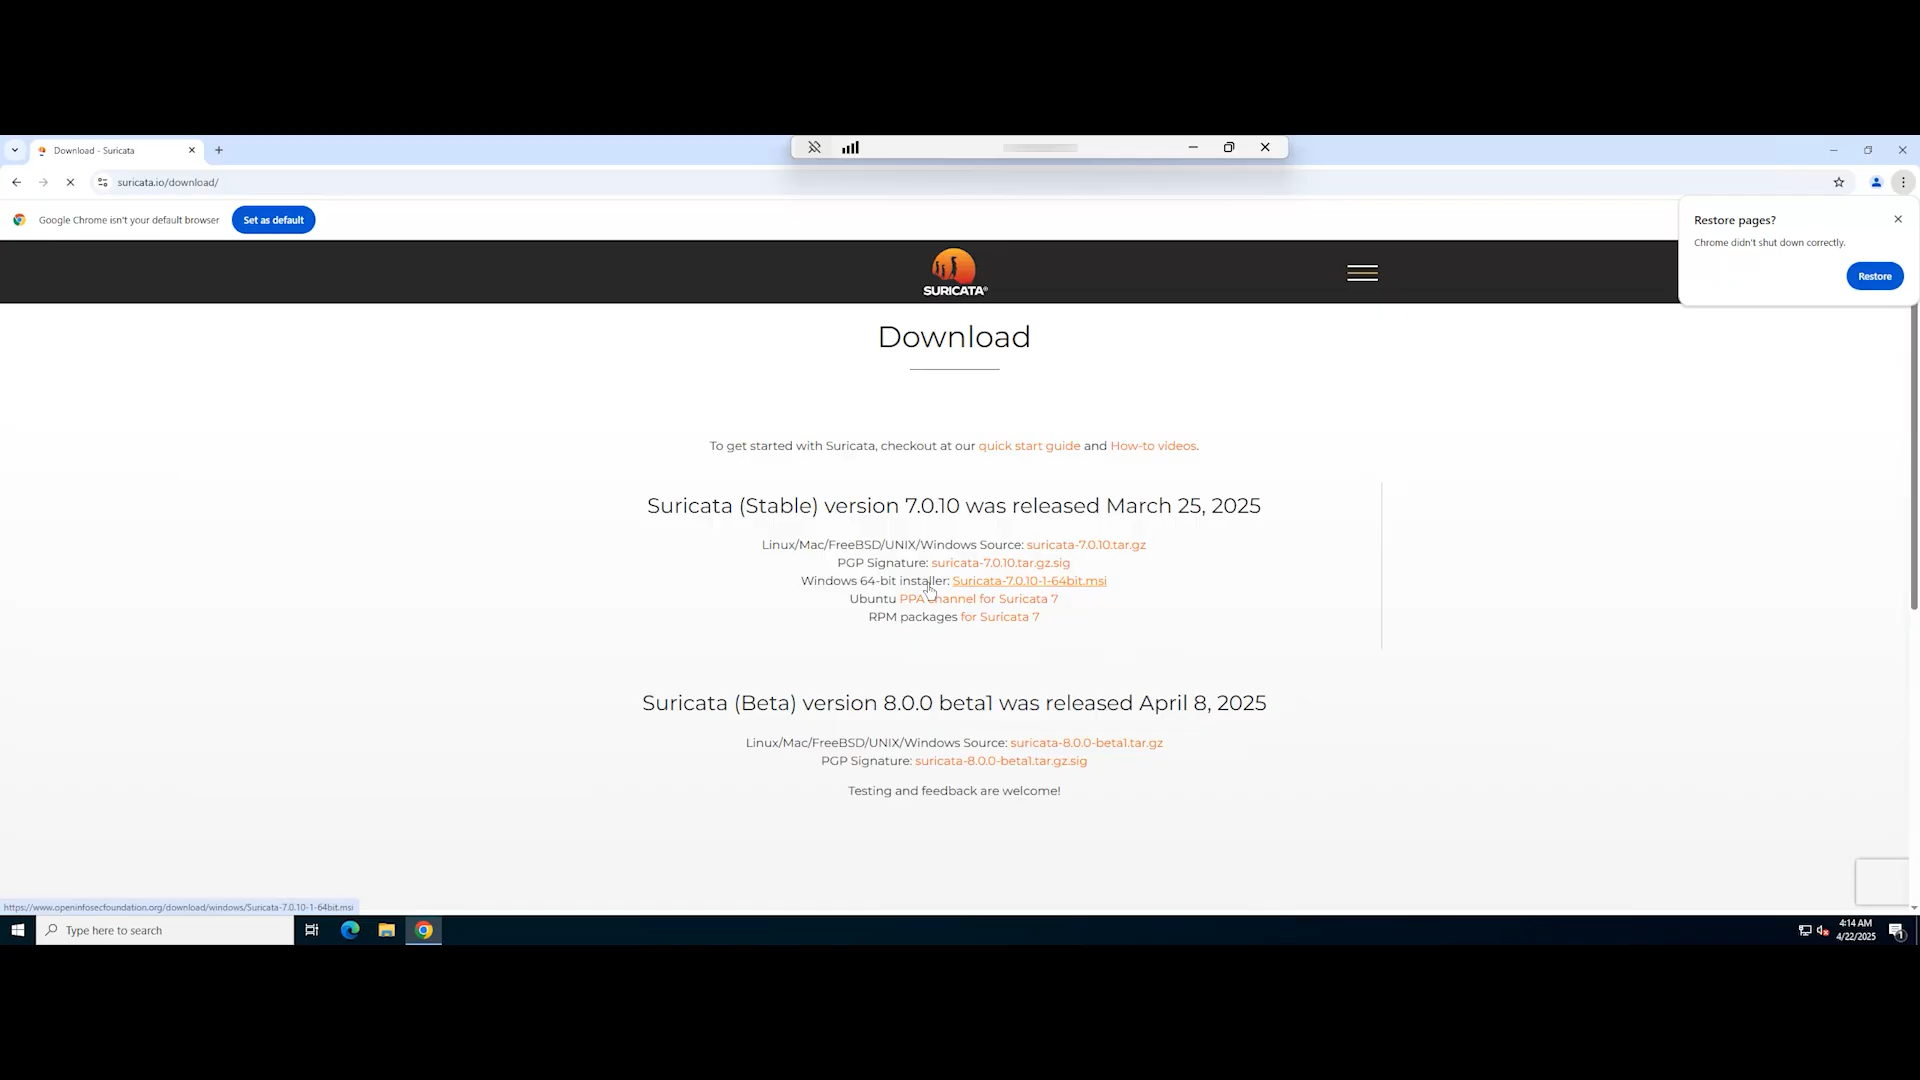 Download - Suricata
suricata.io/download/
Google Chrome isn't your default browser
Set as default
Restore pages?
Chrome didn't shut down correctly.
Restore
SURICATA®
Download
To get started with Suricata, checkout at our quick start guide and How-to videos.
Suricata (Stable) version 7.0.10 was released March 25, 2025
Linux/Mac/FreeBSD/UNIX/Windows Source: suricata-7.0.10.tar.gz
PGP Signature: suricata-7.0.10.tar.gz.sig
Windows 64-bit installer: Suricata-7.0.10-1-64bit.msi
Ubuntu PPA channel for Suricata 7
RPM packages for Suricata 7
Suricata (Beta) version 8.0.0 beta1 was released April 8, 2025
Linux/Mac/FreeBSD/UNIX/Windows Source: suricata-8.0.0-beta1.tar.gz
PGP Signature: suricata-8.0.0-beta1.tar.gz.sig
Testing and feedback are welcome!
https://www.openinfosecfoundation.org/download/windows/Suricata-7.0.10-1-64bit.msi
Type here to search
4:14 AM
4/22/2025
1